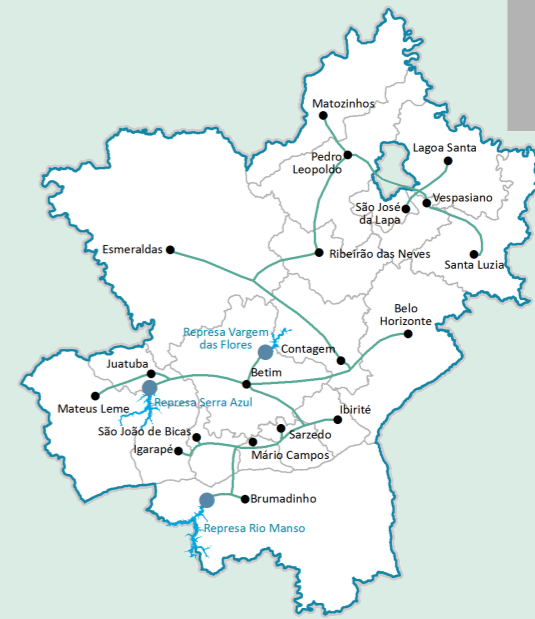 Matozinhos
Lagoa Santa
Pedro
Leopoldo
Vespasiano
São José
da Lapa
Esmeraldas
Ribeirão das Neves
Santa Luzia
Belo
Horizonte
Represa Vargem
das Flores
Contagem
Juatuba
Betim
Mateus Leme
Represa Serra Azul
Ibirité
São João de Bicas
Sarzedo
Igarapé
Mário Campos
Brumadinho
Represa Rio Manso